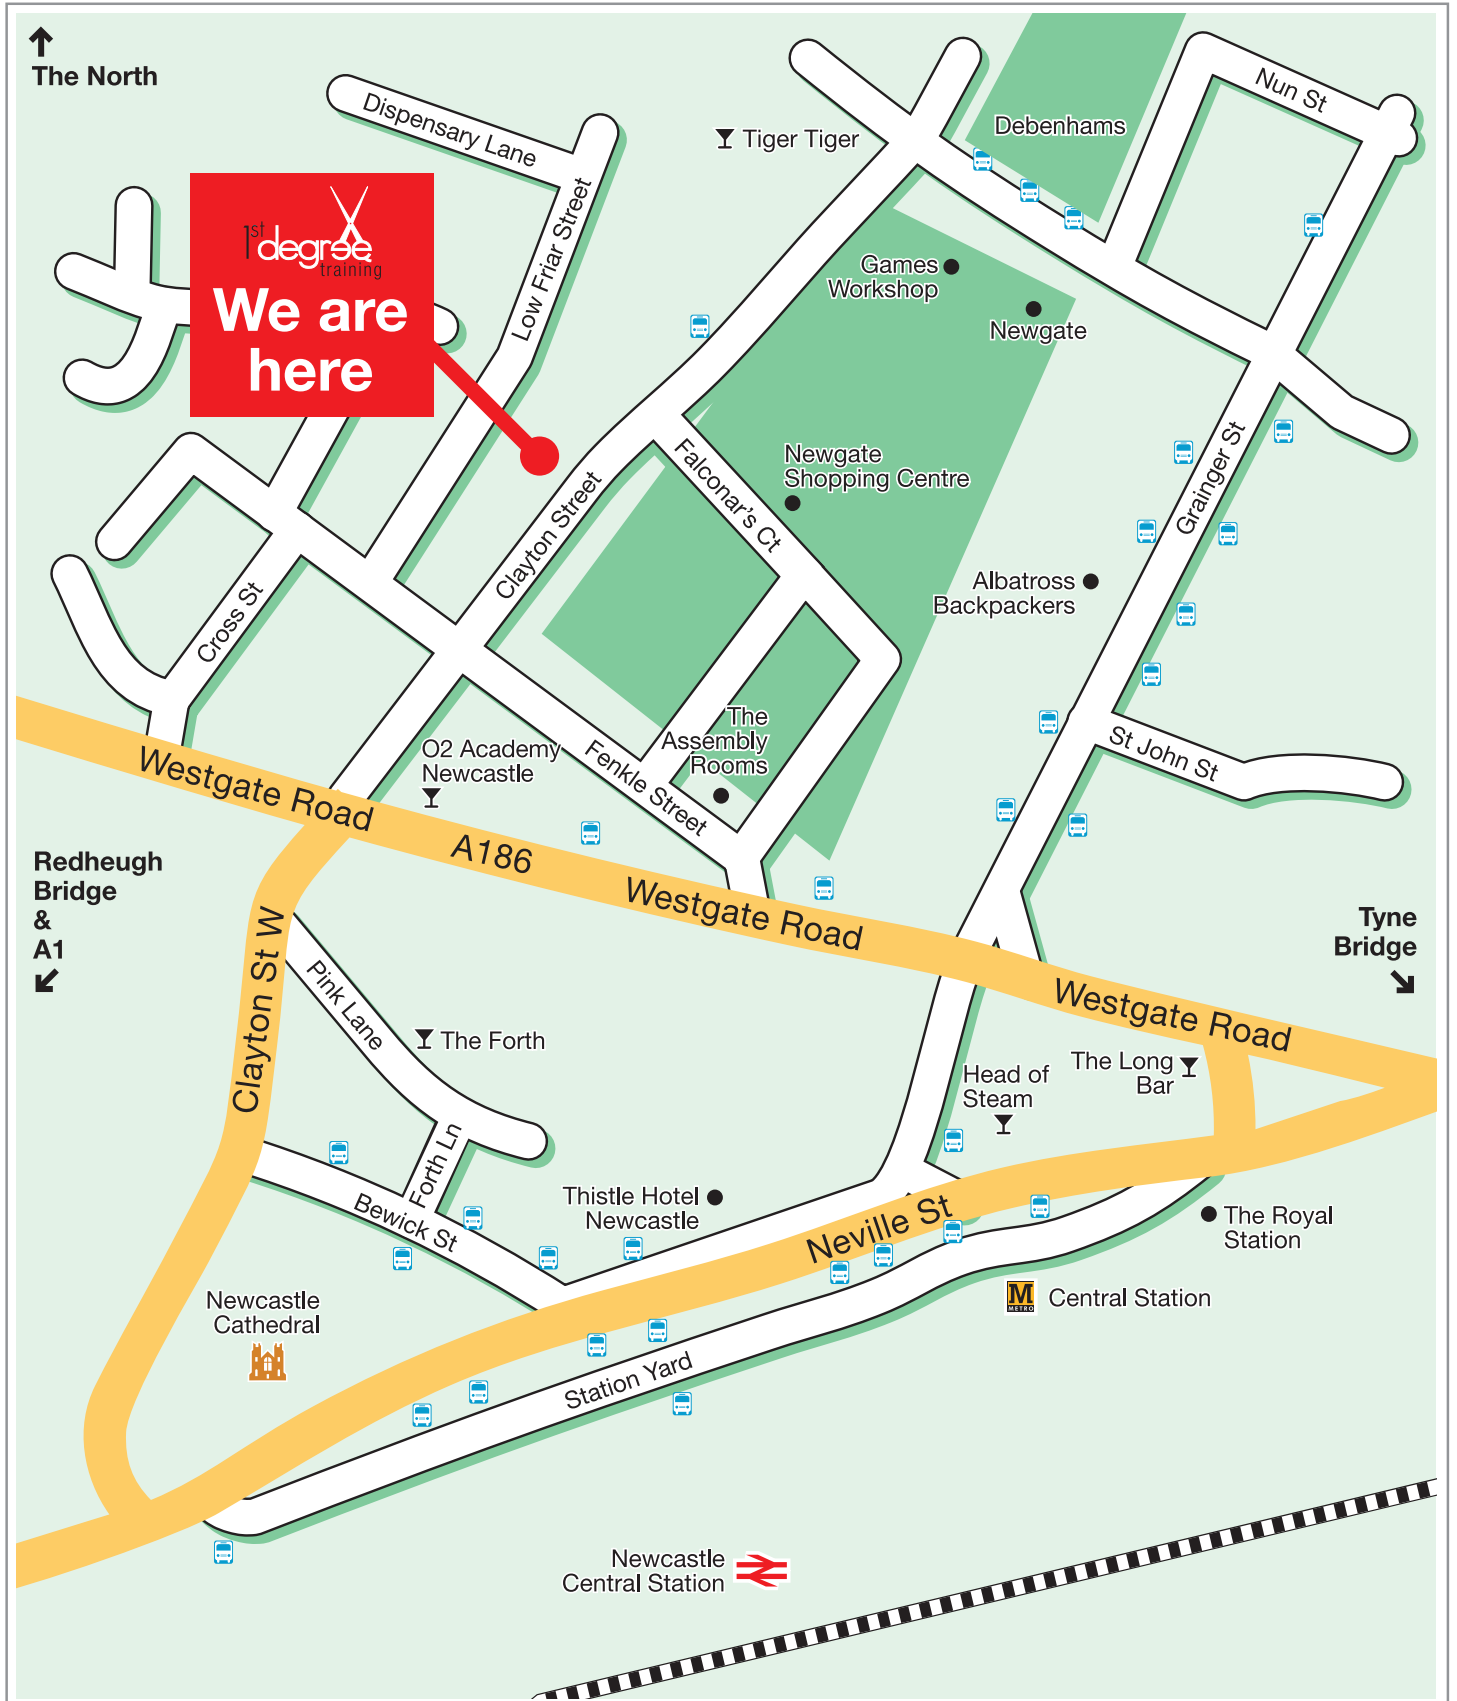 The North
Dispensary Lane
Nun St
Debenhams
Tiger Tiger
1st
degree
training
We are
here
Low Friar Street
Games
Workshop
Newgate
Newgate
Shopping Centre
Falconar's Ct
Clayton Street
Grainger St
Albatross
Backpackers
Cross St
The
Assembly
Rooms
O2 Academy
Newcastle
Fenkle Street
St John St
Westgate Road
A186
Westgate Road
Redheugh
Bridge
&
A1
Tyne
Bridge
Clayton St W
Pink Lane
Westgate Road
The Forth
The Long
Bar
Head of
Steam
Forth Ln
Bewick St
Thistle Hotel
Newcastle
Neville St
The Royal
Station
M
METRO
Central Station
Newcastle
Cathedral
Station Yard
Newcastle
Central Station